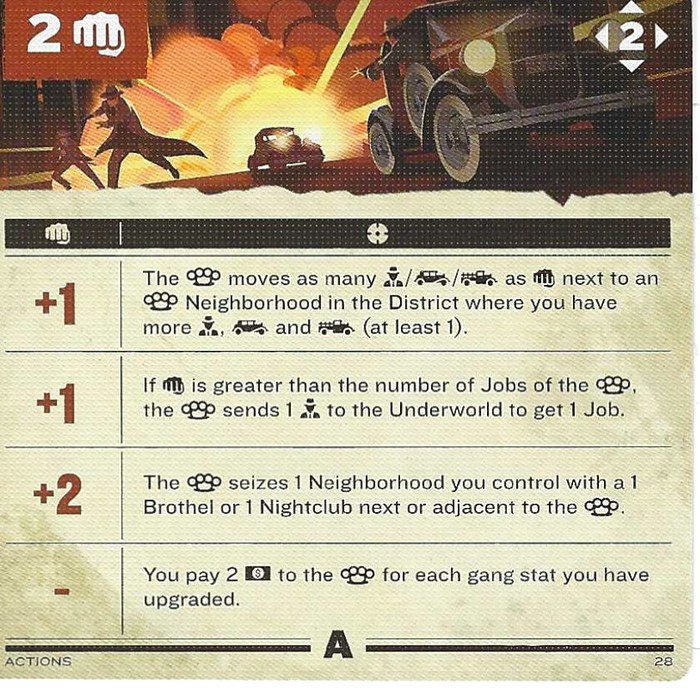 2
2
+1
The moves as many / / as next to an
Neighborhood in the District where you have
more , and (at least 1).
+1
If is greater than the number of Jobs of the ,
the sends 1 to the Underworld to get 1 Job.
+2
The seizes 1 Neighborhood you control with a 1
Brothel or 1 Nightclub next or adjacent to the .
-
You pay 2 $ to the for each gang stat you have
upgraded.
A
ACTIONS
28